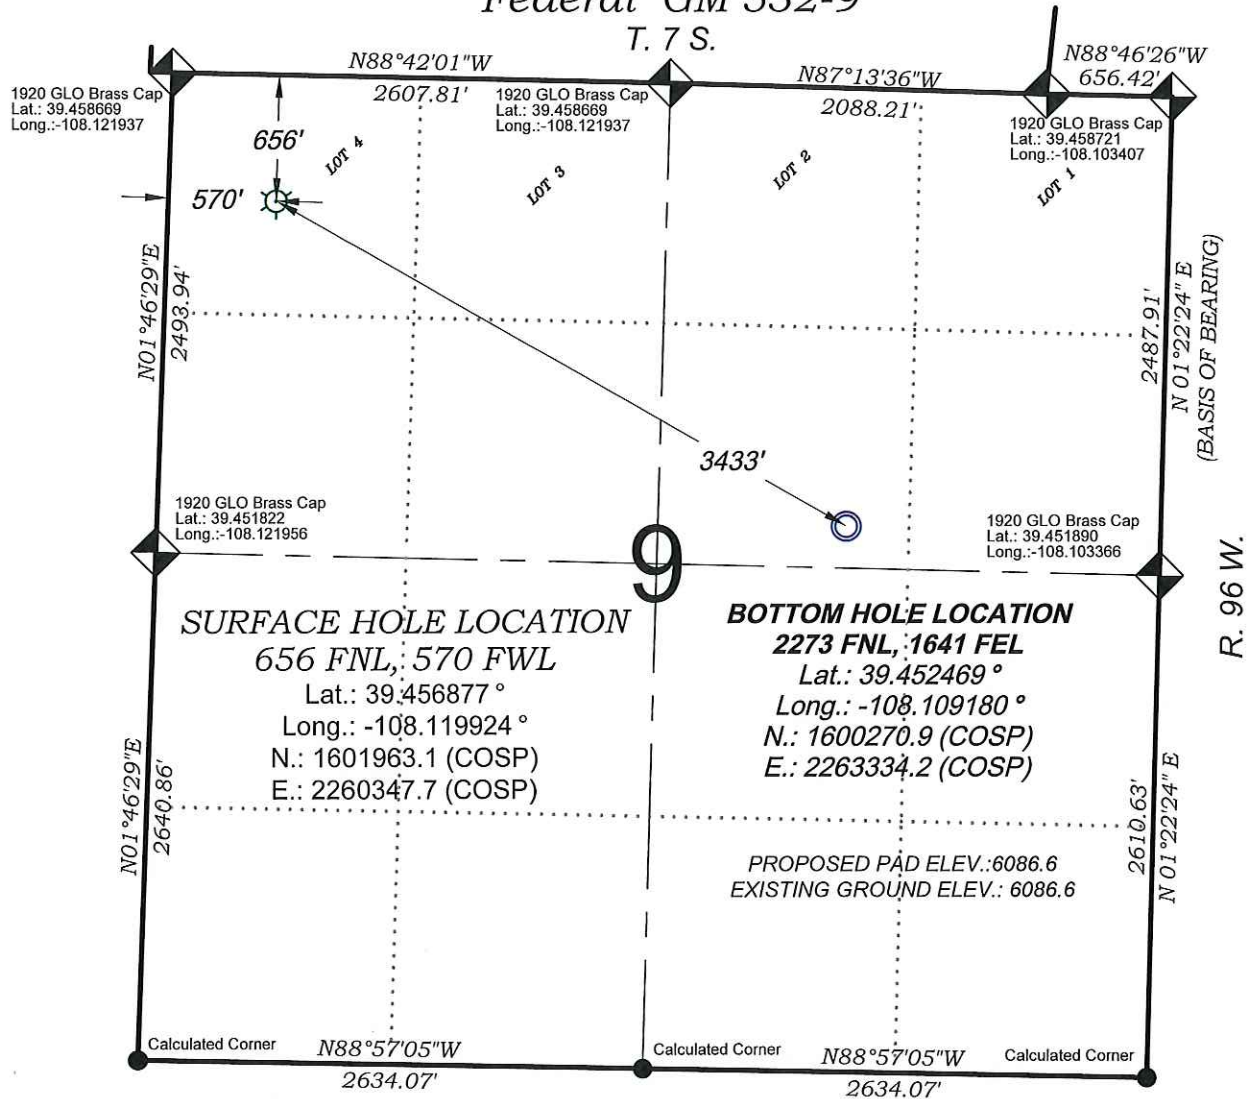 Federal GM 532-9
T. 7 S.
N88°42'01"W
2607.81'
N87°13'36"W
2088.21'
N88°46'26"W
656.42'
1920 GLO Brass Cap
Lat.: 39.458669
Long.:-108.121937
1920 GLO Brass Cap
Lat.: 39.458669
Long.:-108.121937
1920 GLO Brass Cap
Lat.: 39.458721
Long.:-108.103407
656'
570'
LOT 4
LOT 3
LOT 2
LOT 1
N01°46'29"E
2493.94'
2487.91'
N 01°22'24" E
(BASIS OF BEARING)
3433'
1920 GLO Brass Cap
Lat.: 39.451822
Long.:-108.121956
1920 GLO Brass Cap
Lat.: 39.451890
Long.:-108.103366
9
R. 96 W.
SURFACE HOLE LOCATION
656 FNL, 570 FWL
Lat.: 39.456877 °
Long.: -108.119924 °
N.: 1601963.1 (COSP)
E.: 2260347.7 (COSP)
BOTTOM HOLE LOCATION
2273 FNL, 1641 FEL
Lat.: 39.452469 °
Long.: -108.109180 °
N.: 1600270.9 (COSP)
E.: 2263334.2 (COSP)
N01°46'29"E
2640.86'
2610.63'
N 01°22'24" E
PROPOSED PAD ELEV.:6086.6
EXISTING GROUND ELEV.: 6086.6
Calculated Corner
N88°57'05"W
2634.07'
Calculated Corner
N88°57'05"W
2634.07'
Calculated Corner